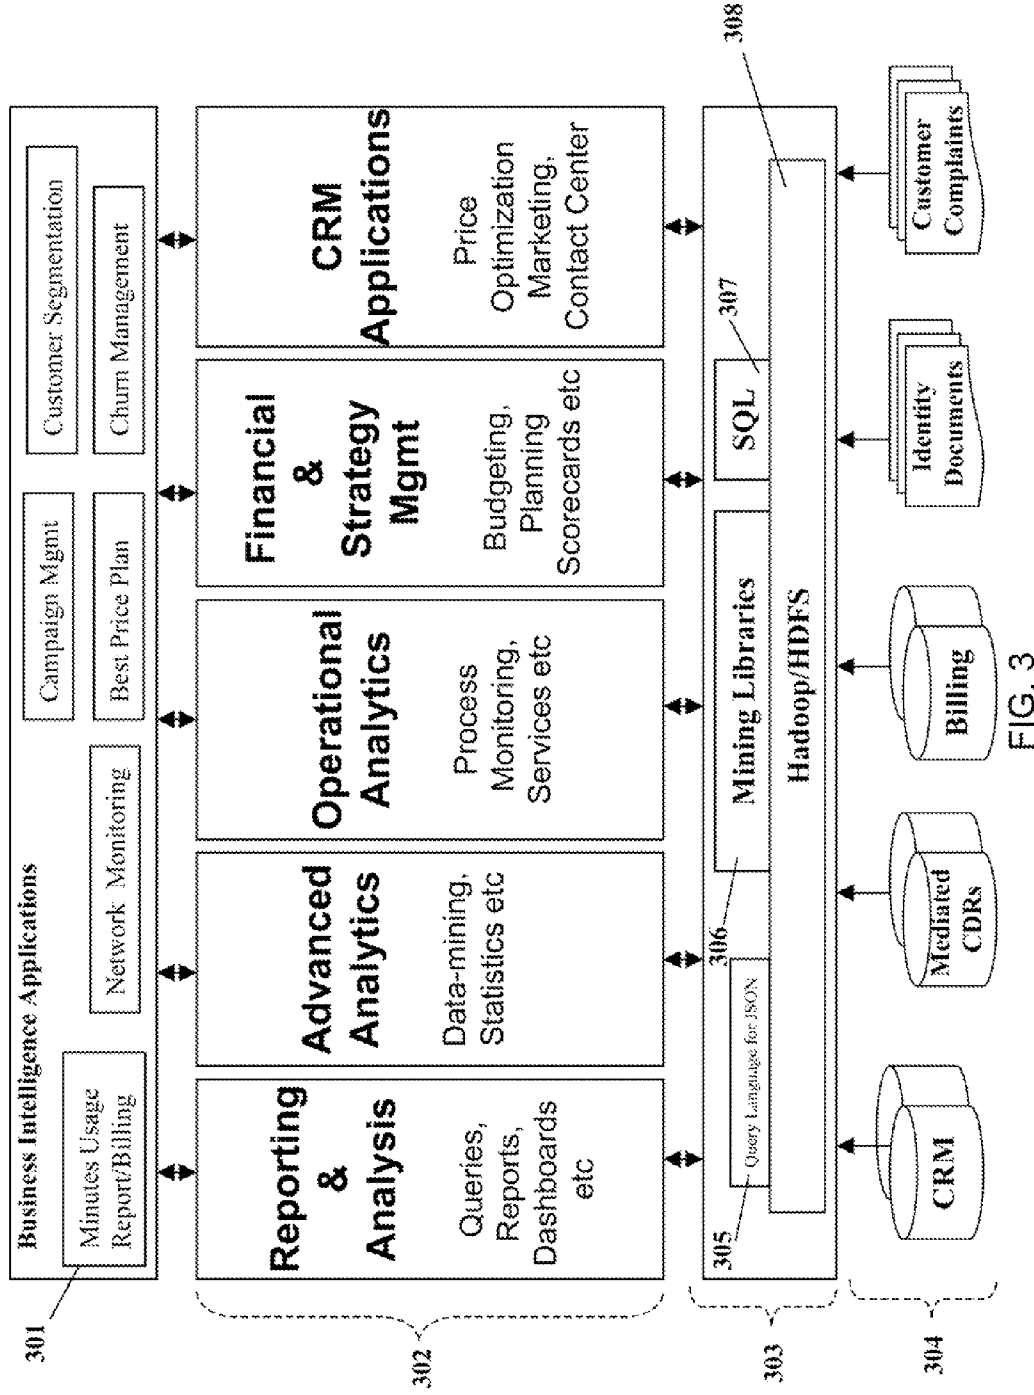 Business Intelligence Applications
301
Minutes Usage
Report/Billing
Network Monitoring
Campaign Mgmt
Best Price Plan
Customer Segmentation
Churn Management
302
Reporting
&
Analysis
Queries,
Reports,
Dashboards
etc
Advanced
Analytics
Data-mining,
Statistics etc
Operational
Analytics
Process
Monitoring,
Services etc
Financial
&
Strategy
Mgmt
Budgeting,
Planning
Scorecards etc
CRM
Applications
Price
Optimization
Marketing,
Contact Center
303
305
Query Language for JSON
306
Mining Libraries
SQL
307
308
Hadoop/HDFS
304
CRM
Mediated
CDRs
Billing
Identity
Documents
Customer
Complaints
FIG. 3